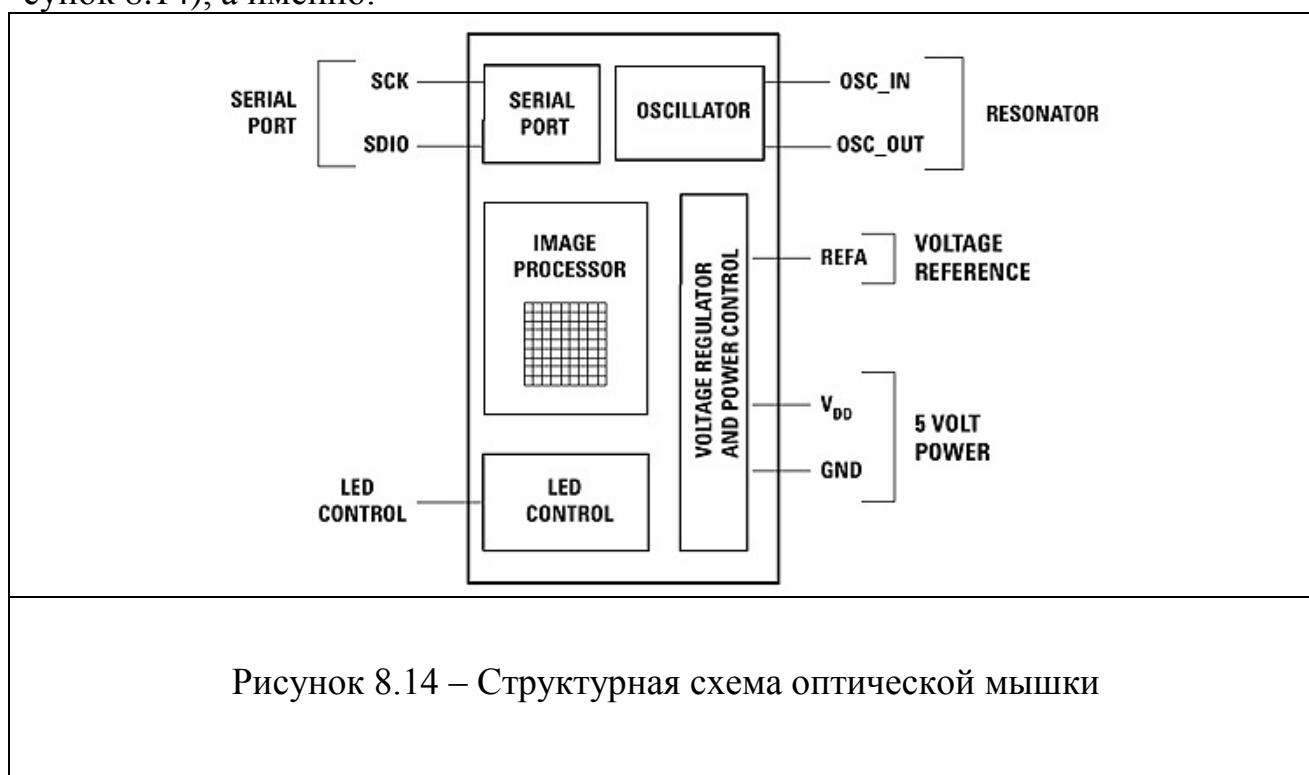 сунок 8.14), а именно:
SERIAL
PORT
SCK
SDIO
SERIAL
PORT
OSCILLATOR
OSC_IN
OSC_OUT
RESONATOR
IMAGE
PROCESSOR
VOLTAGE REGULATOR
AND POWER CONTROL
REFA
VOLTAGE
REFERENCE
VDD
GND
5 VOLT
POWER
LED
CONTROL
LED
CONTROL
Рисунок 8.14 – Структурная схема оптической мышки